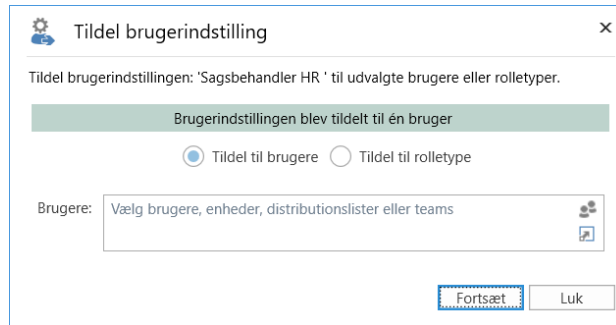 Tildel brugerindstilling
Tildel brugerindstillingen: 'Sagsbehandler HR ' til udvalgte brugere eller rolletyper.
Brugerindstillingen blev tildelt til én bruger
Tildel til brugere Tildel til rolletype
Brugere: Vælg brugere, enheder, distributionslister eller teams
Fortsæt Luk